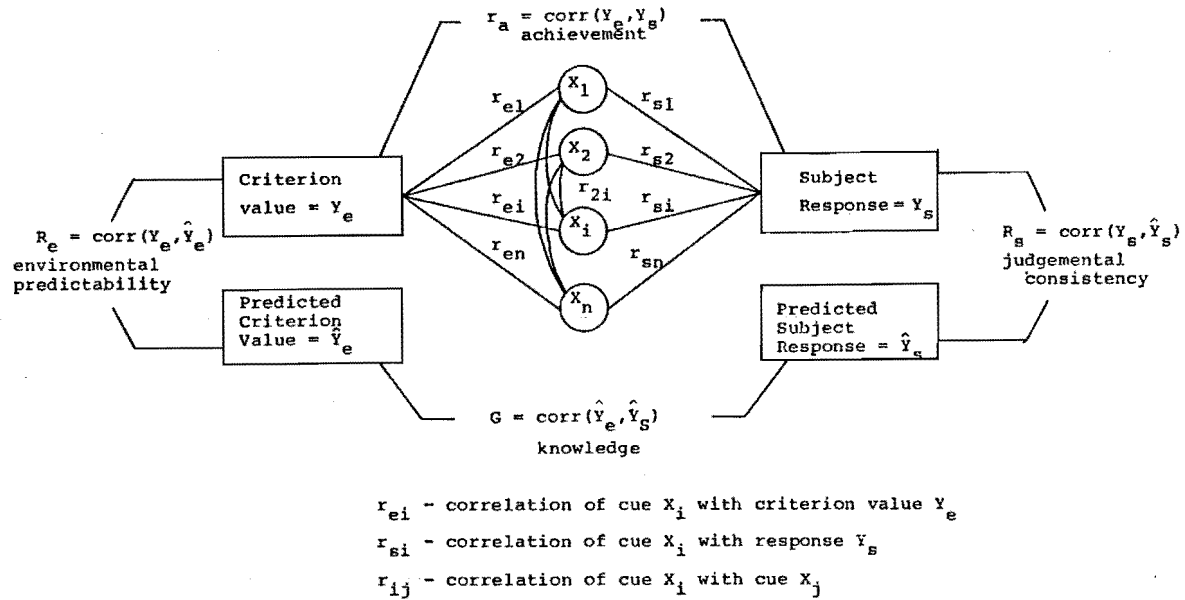 r_a = corr(Y_e,Y_s)
achievement
X_1
r_e1
r_s1
X_2
r_e2
r_s2
Criterion
value = Y_e
Subject
Response = Y_s
r_2i
r_ei
r_si
X_i
R_e = corr(Y_e,Ŷ_e)
environmental
predictability
R_s = corr(Y_s,Ŷ_s)
judgemental
consistency
r_en
r_sn
X_n
Predicted
Criterion
Value = Ŷ_e
Predicted
Subject
Response = Ŷ_s
G = corr(Ŷ_e,Ŷ_S)
knowledge
r_ei - correlation of cue X_i with criterion value Y_e
r_si - correlation of cue X_i with response Y_s
r_ij - correlation of cue X_i with cue X_j